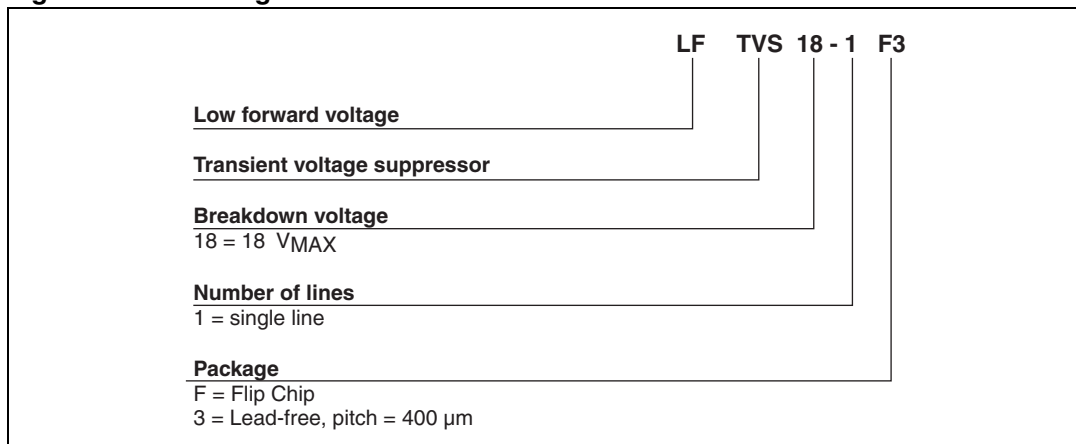 LF TVS 18 - 1 F3
Low forward voltage
Transient voltage suppressor
Breakdown voltage
18 = 18 VMAX
Number of lines
1 = single line
Package
F = Flip Chip
3 = Lead-free, pitch = 400 µm